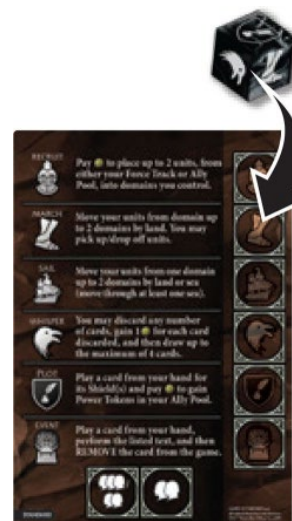 RECRUIT
Pay to place up to 2 units, from
either your Force Track or Ally
Pool, into domains you control.
MARCH
Move your units from domain up
to 2 domains by land. You may
pick up/drop off units.
SAIL
Move your units from one domain
up to 2 domains by land or sea
(move through at least one sea).
WHISPER
You may discard any number
of cards, gain 1 for each card
discarded, and then draw up to
the maximum of 4 cards.
PLOT
Play a card from your hand for
its Shield(s) and pay to gain
Power Tokens in your Ally Pool.
EVENT
Play a card from your hand,
perform the listed text, and then
REMOVE the card from the game.